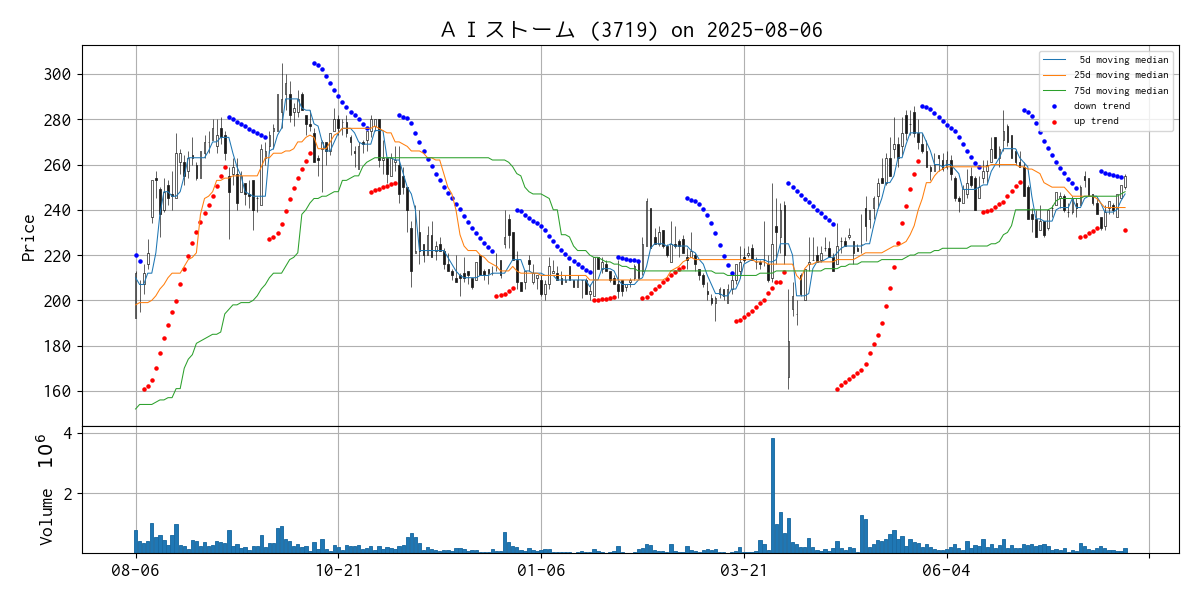 ＡＩストーム (3719) on 2025-08-06
Price
300
280
260
240
220
200
180
160
5d moving median
25d moving median
75d moving median
down trend
up trend
Volume 10⁶
4
2
08-06
10-21
01-06
03-21
06-04